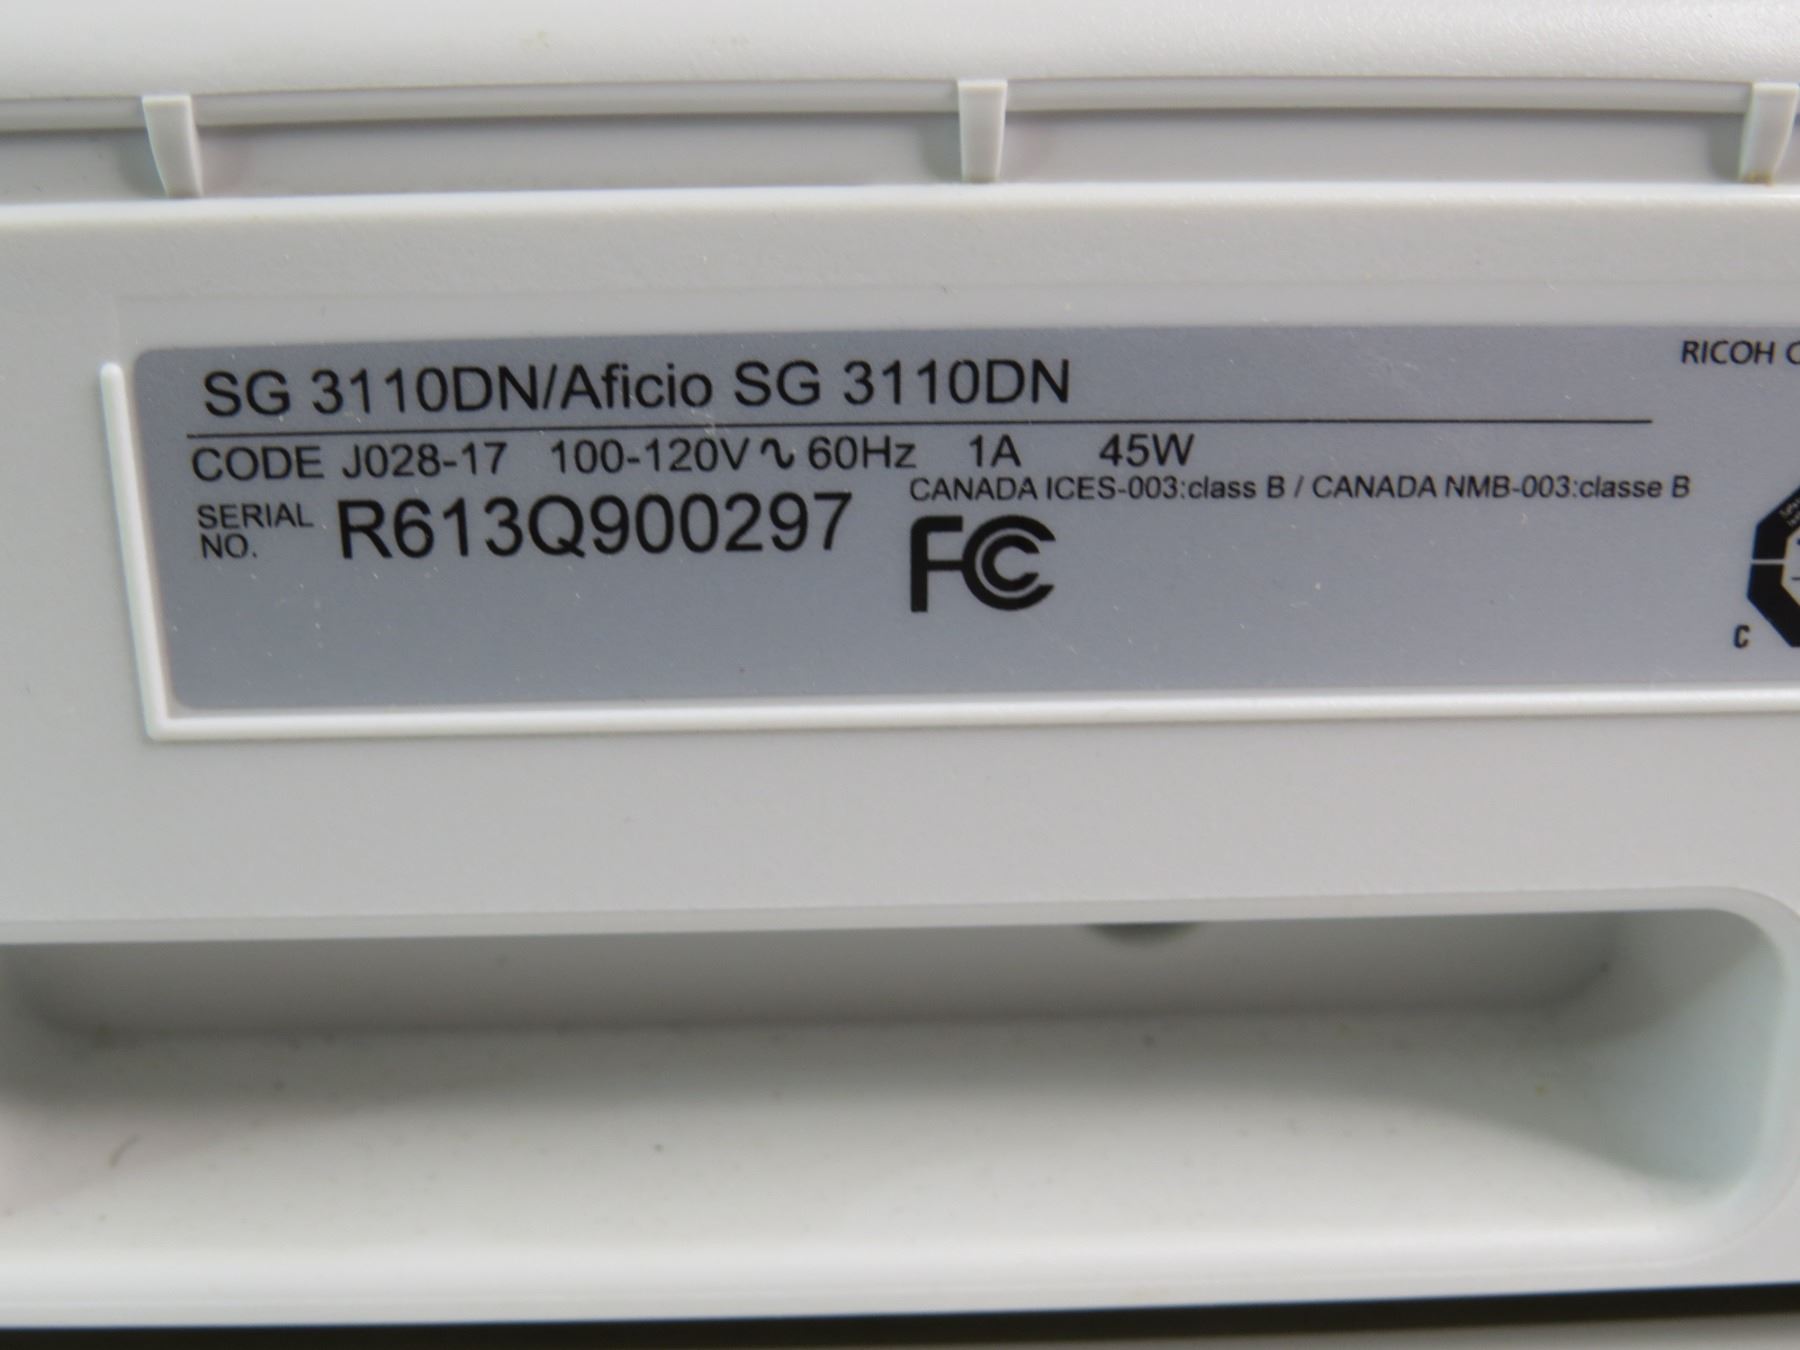 SG 3110DN/Aficio SG 3110DN
RICOH
CODE J028-17 100-120V ∿ 60Hz 1A 45W
CANADA ICES-003:class B / CANADA NMB-003:classe B
SERIAL NO. R613Q900297
FC
C